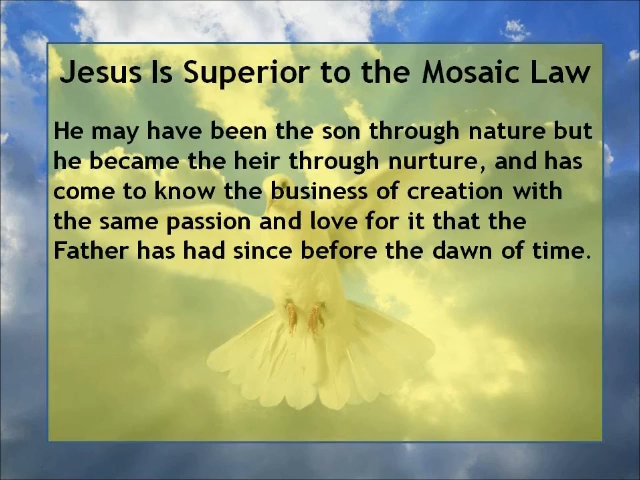 Jesus Is Superior to the Mosaic Law
He may have been the son through nature but
he became the heir through nurture, and has
come to know the business of creation with
the same passion and love for it that the
Father has had since before the dawn of time.